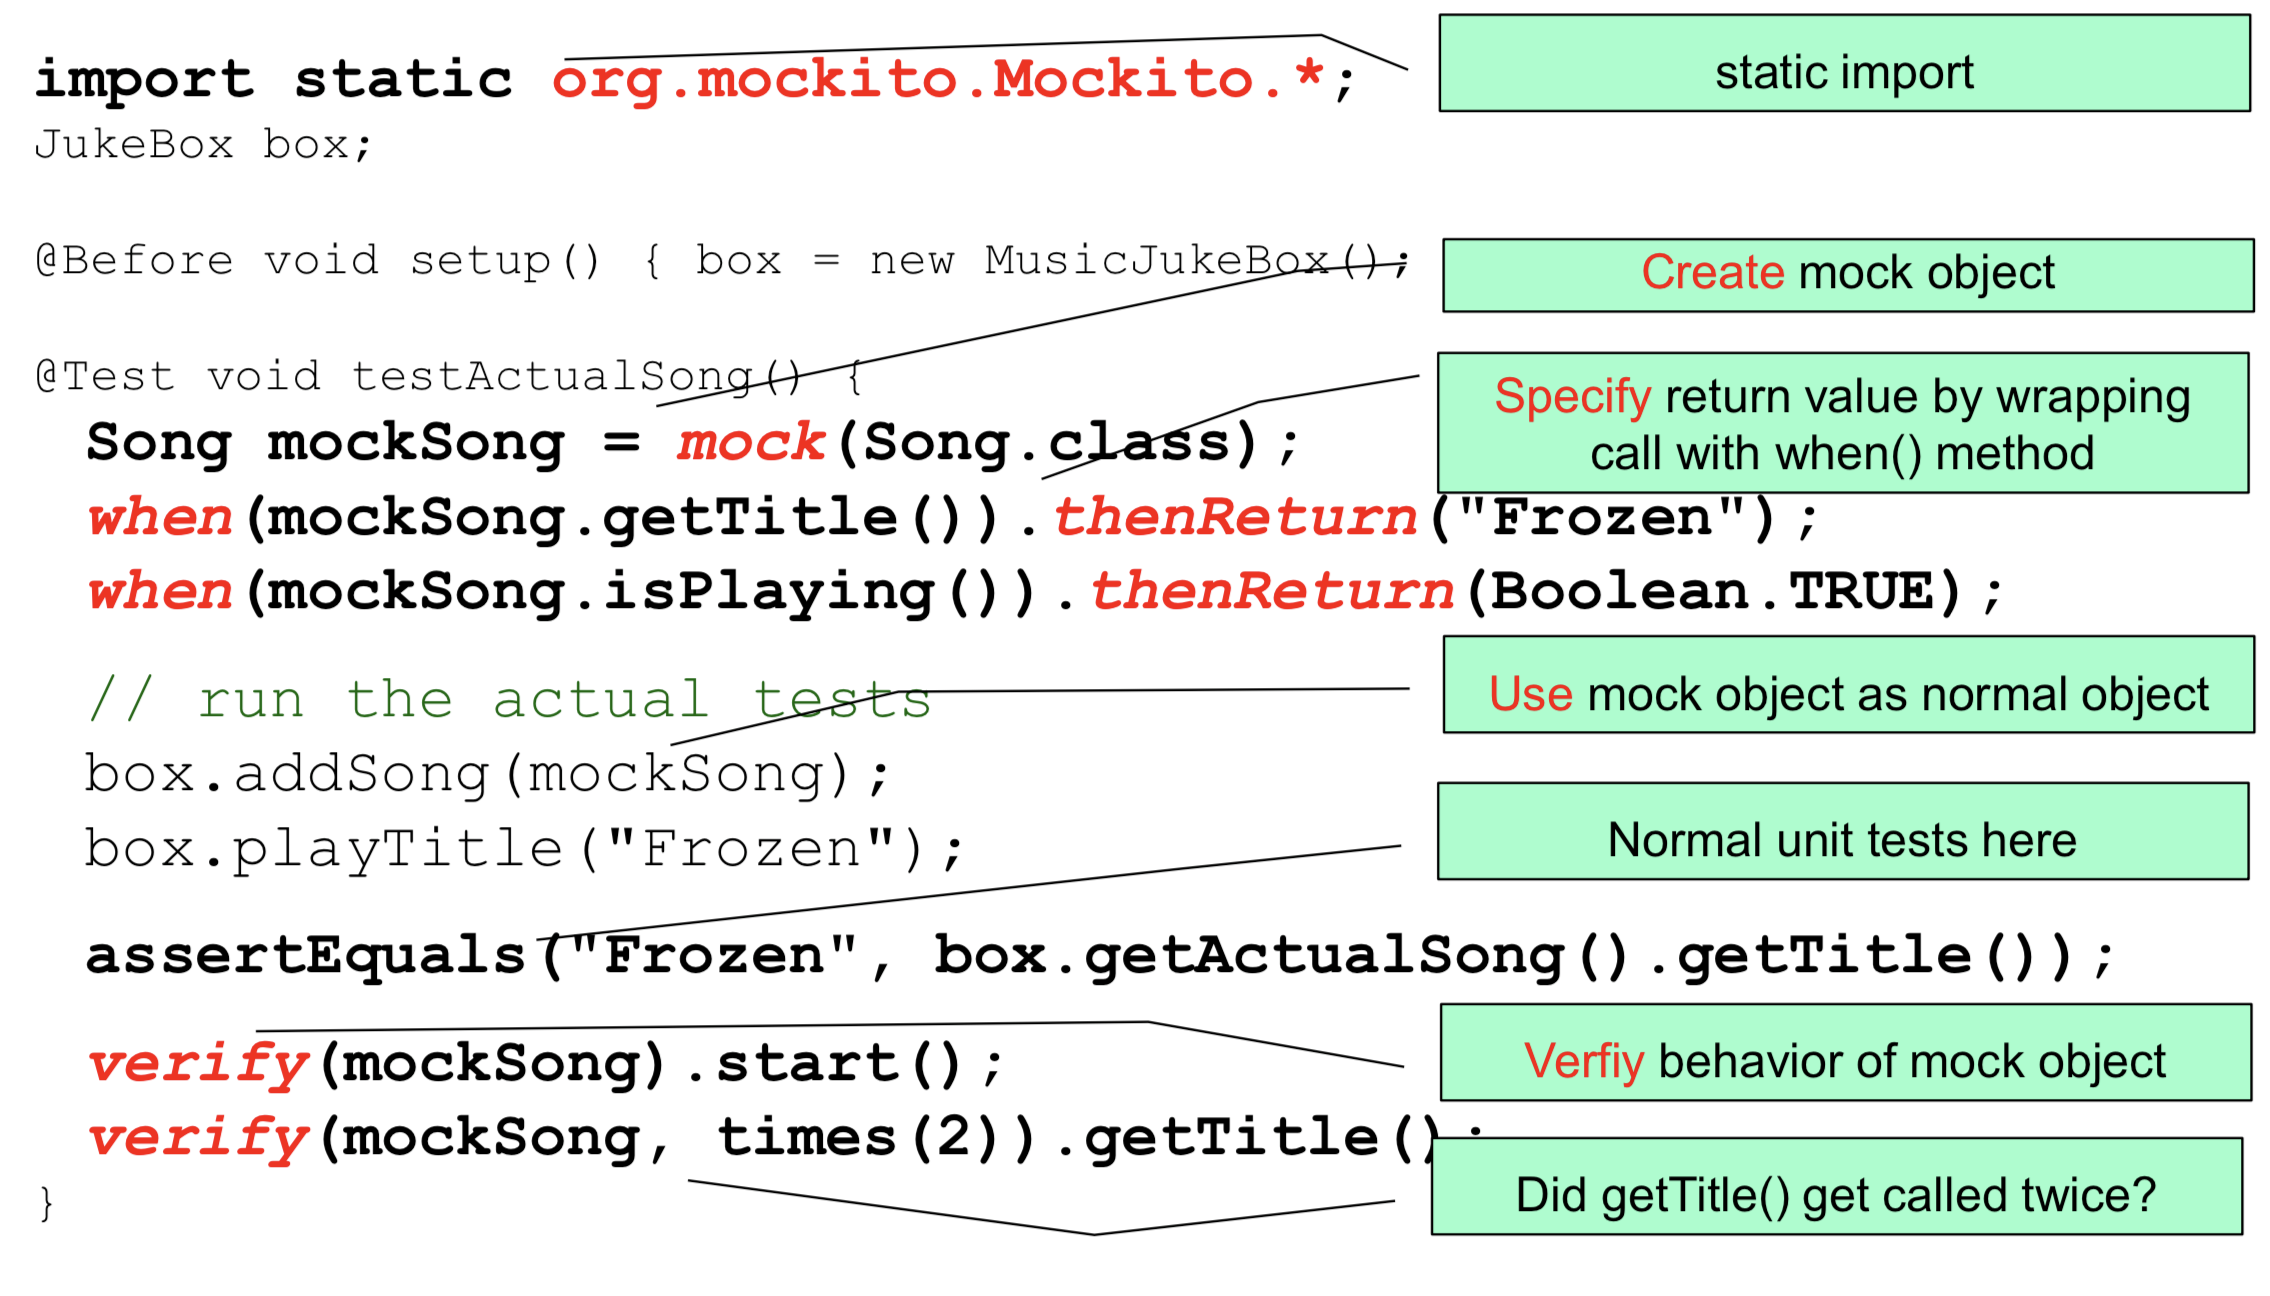 import static org.mockito.Mockito.*;
static import
JukeBox box;
@Before void setup() { box = new MusicJukeBox();
Create mock object
@Test void testActualSong() {
Specify return value by wrapping
call with when() method
Song mockSong = mock(Song.class);
when(mockSong.getTitle()).thenReturn("Frozen");
when(mockSong.isPlaying()).thenReturn(Boolean.TRUE);
// run the actual tests
Use mock object as normal object
box.addSong(mockSong);
box.playTitle("Frozen");
Normal unit tests here
assertEquals("Frozen", box.getActualSong().getTitle());
verify(mockSong).start();
Verfiy behavior of mock object
verify(mockSong, times(2)).getTitle();
Did getTitle() get called twice?
}